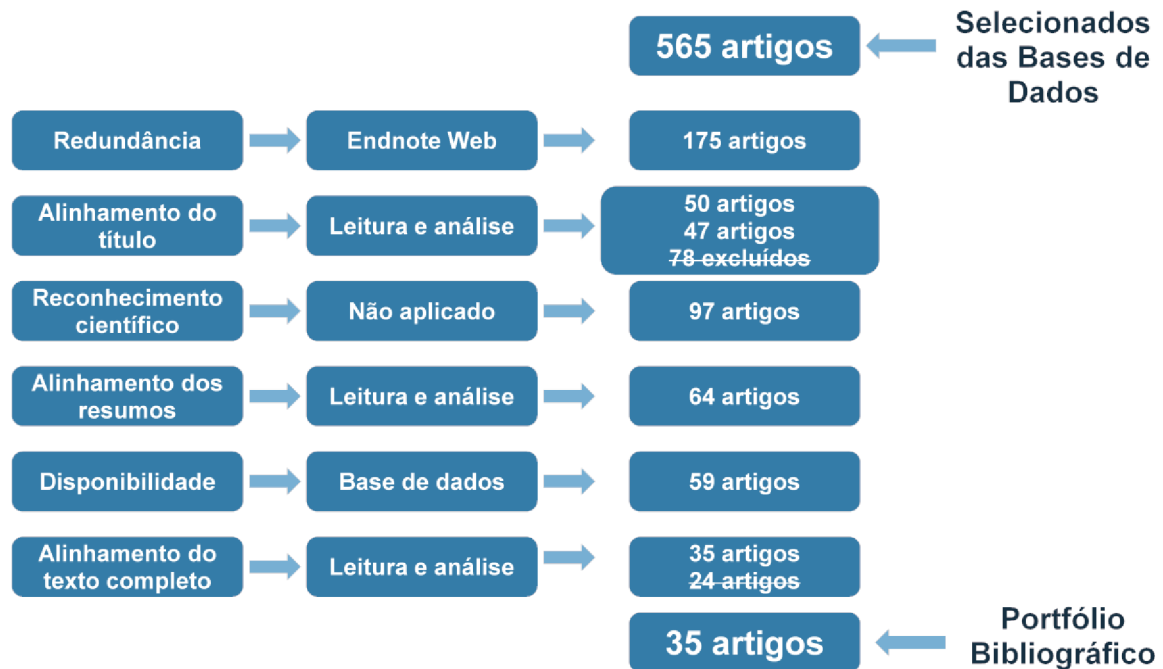 565 artigos
Selecionados
das Bases de
Dados
Redundância
Endnote Web
175 artigos
Alinhamento do
título
Leitura e análise
50 artigos
47 artigos
78 excluídos
Reconhecimento
científico
Não aplicado
97 artigos
Alinhamento dos
resumos
Leitura e análise
64 artigos
Disponibilidade
Base de dados
59 artigos
Alinhamento do
texto completo
Leitura e análise
35 artigos
24 artigos
35 artigos
Portfólio
Bibliográfico